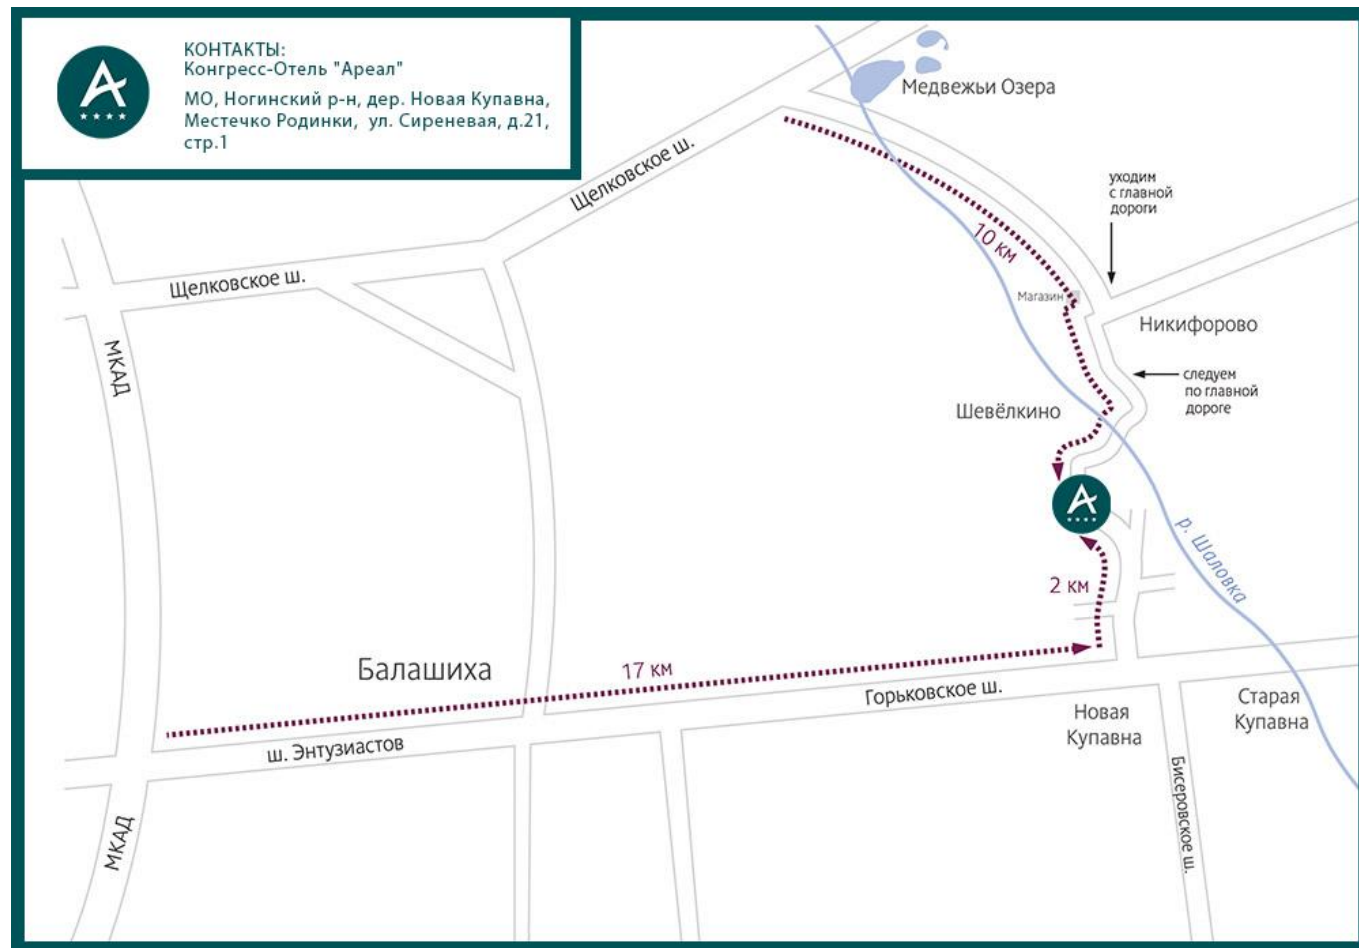 КОНТАКТЫ:
Конгресс-Отель "Ареал"
МО, Ногинский р-н, дер. Новая Купавна,
Местечко Родинки, ул. Сиреневая, д.21,
стр.1
Медвежьи Озера
Щелковское ш.
уходим
с главной
дороги
10 км
Щелковское ш.
Магазин
Никифорово
МКАД
следуем
по главной
дороге
Шевёлкино
р. Шаловка
2 км
Балашиха
17 км
Горьковское ш.
Старая
Купавна
Новая
Купавна
ш. Энтузиастов
Бисеровское ш.
МКАД